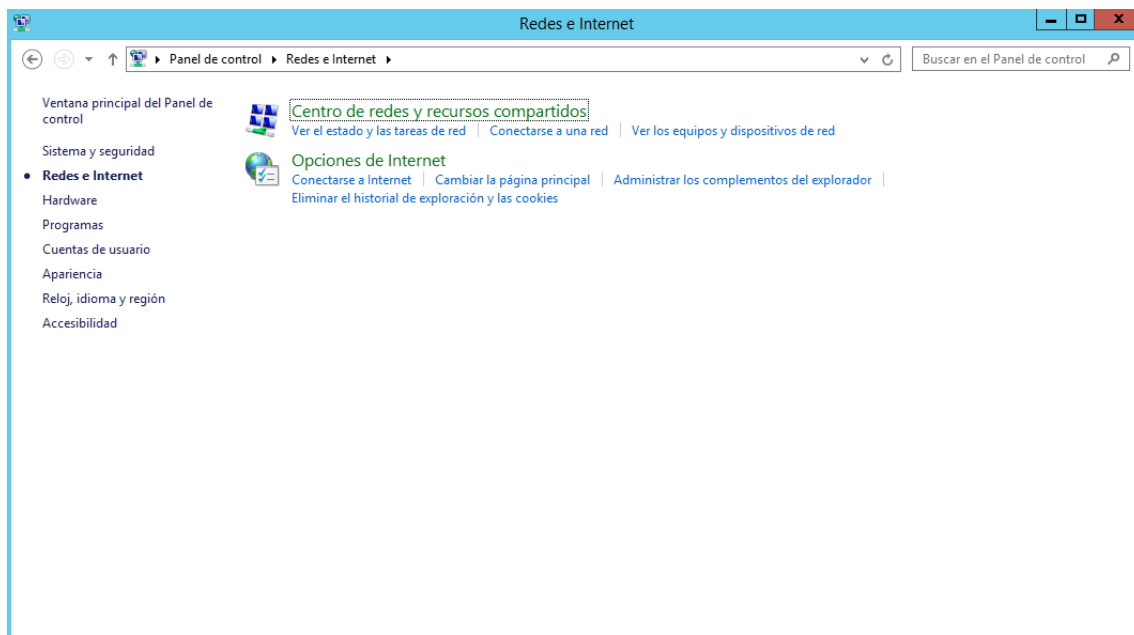 Redes e Internet
Panel de control Redes e Internet
Buscar en el Panel de control
Ventana principal del Panel de
control
Sistema y seguridad
Redes e Internet
Hardware
Programas
Cuentas de usuario
Apariencia
Reloj, idioma y región
Accesibilidad
Centro de redes y recursos compartidos
Ver el estado y las tareas de red Conectarse a una red Ver los equipos y dispositivos de red
Opciones de Internet
Conectarse a Internet Cambiar la página principal Administrar los complementos del explorador
Eliminar el historial de exploración y las cookies